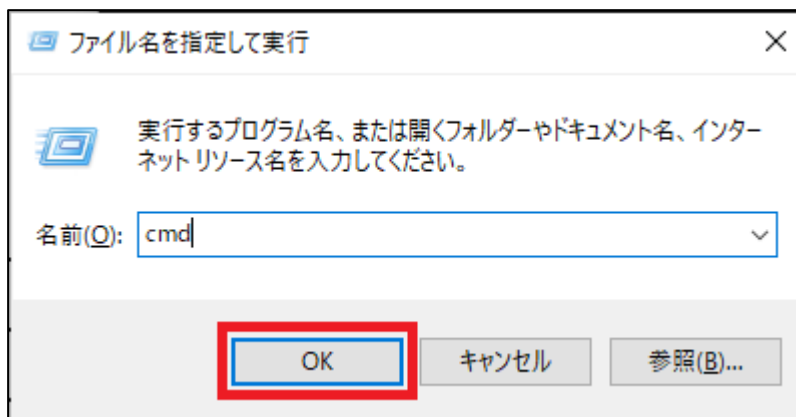 ファイル名を指定して実行
実行するプログラム名、または開くフォルダーやドキュメント名、インター
ネット リソース名を入力してください。
名前(O): cmd
OK キャンセル 参照(B)...